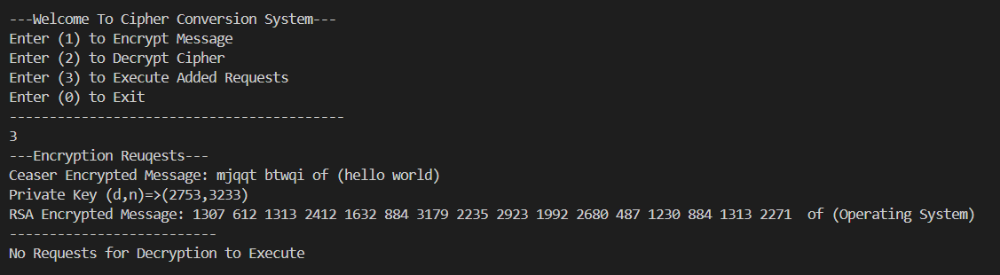 ---Welcome To Cipher Conversion System---
Enter (1) to Encrypt Message
Enter (2) to Decrypt Cipher
Enter (3) to Execute Added Requests
Enter (0) to Exit
------------------------------------------
3
---Encryption Reuqests---
Ceaser Encrypted Message: mjqqt btwqi of (hello world)
Private Key (d,n)=>(2753,3233)
RSA Encrypted Message: 1307 612 1313 2412 1632 884 3179 2235 2923 1992 2680 487 1230 884 1313 2271  of (Operating System)
--------------------------
No Requests for Decryption to Execute